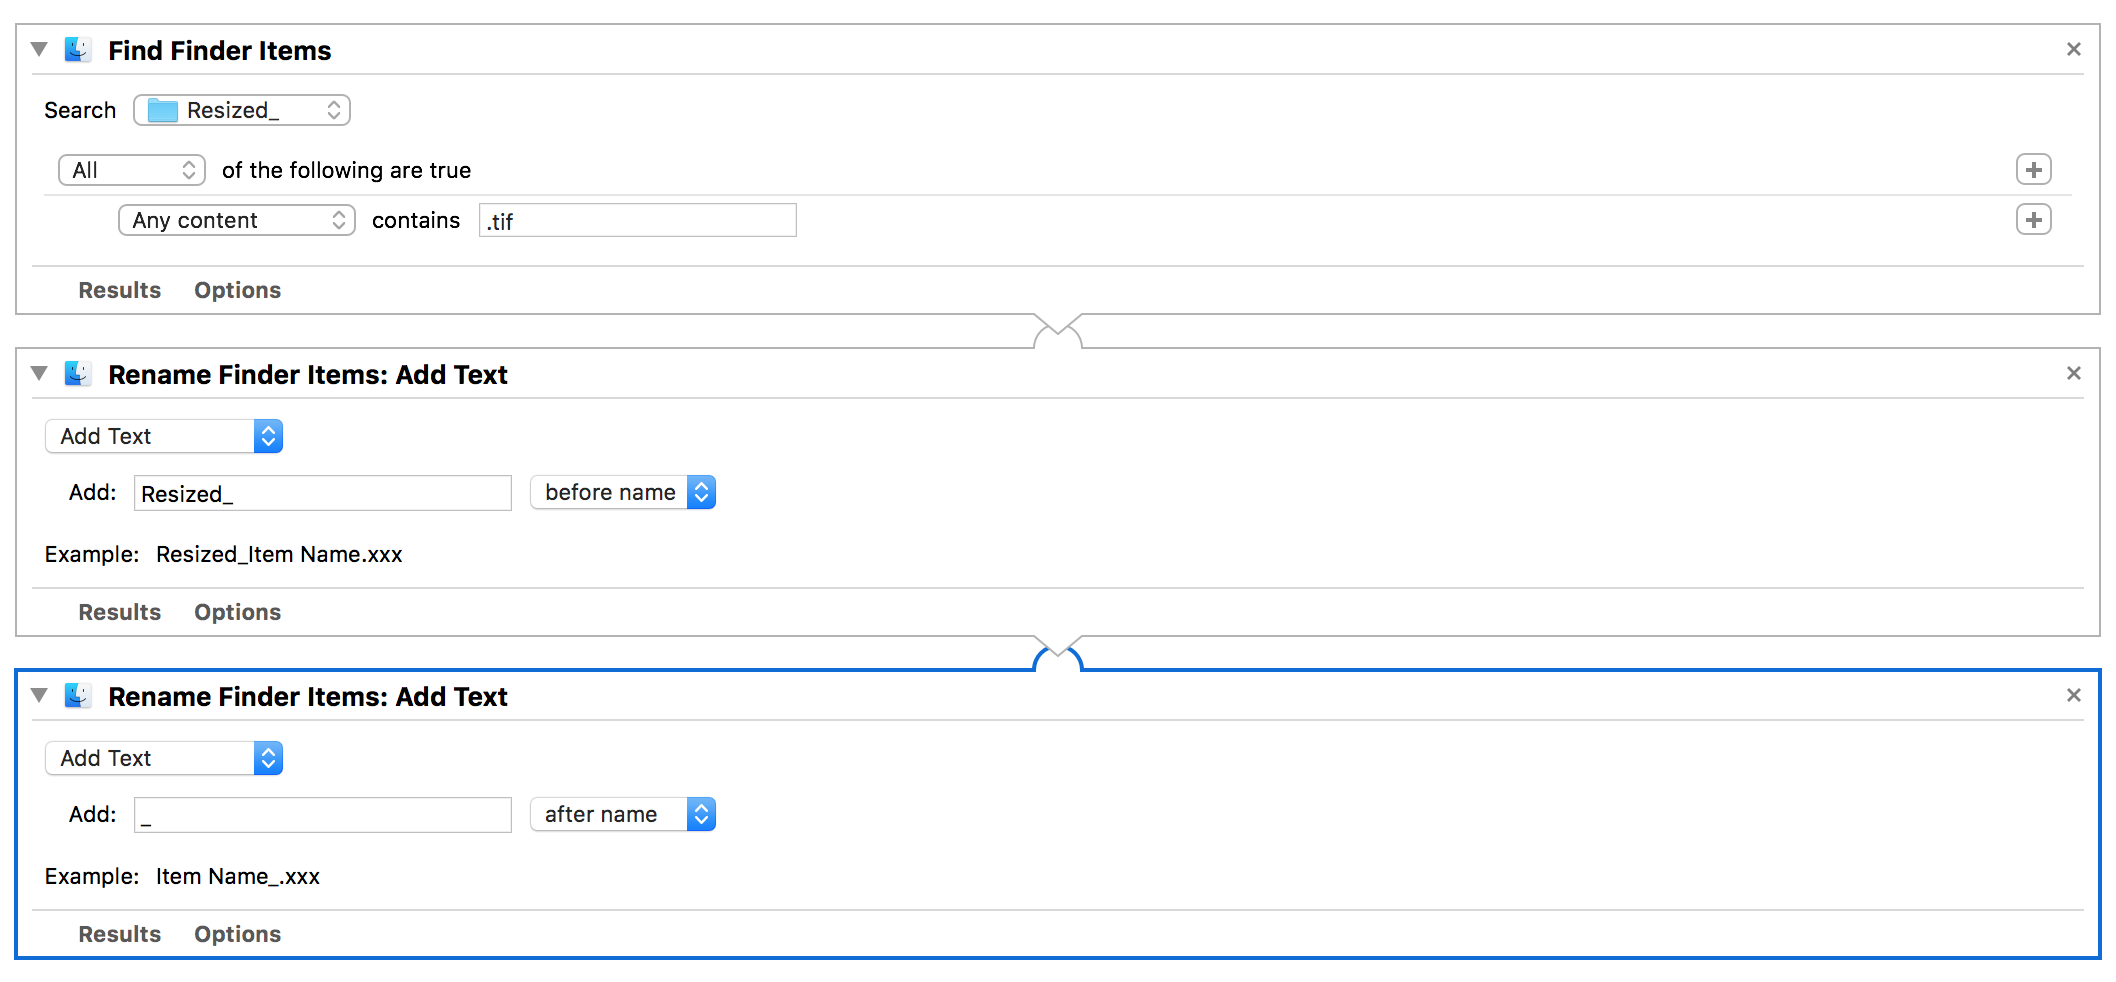 Find Finder Items
Search Resized_
All of the following are true
Any content contains .tif
Results Options
Rename Finder Items: Add Text
Add Text
Add: Resized_ before name
Example: Resized_Item Name.xxx
Results Options
Rename Finder Items: Add Text
Add Text
Add: _ after name
Example: Item Name_.xxx
Results Options